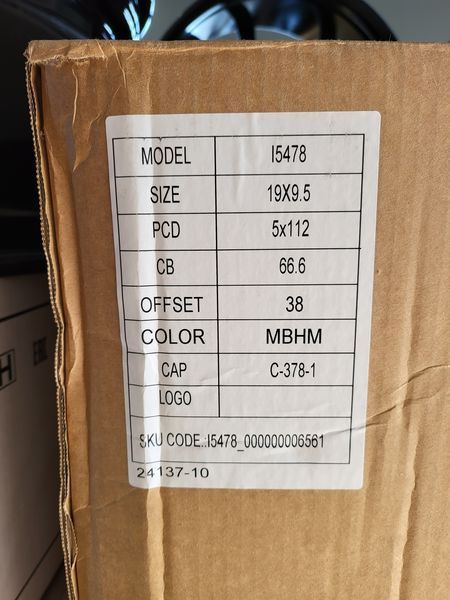 MODEL I5478
SIZE 19X9.5
PCD 5x112
CB 66.6
OFFSET 38
COLOR MBHM
CAP C-378-1
LOGO
SKU CODE.:I5478_000000006561
24137-10
H
EAC